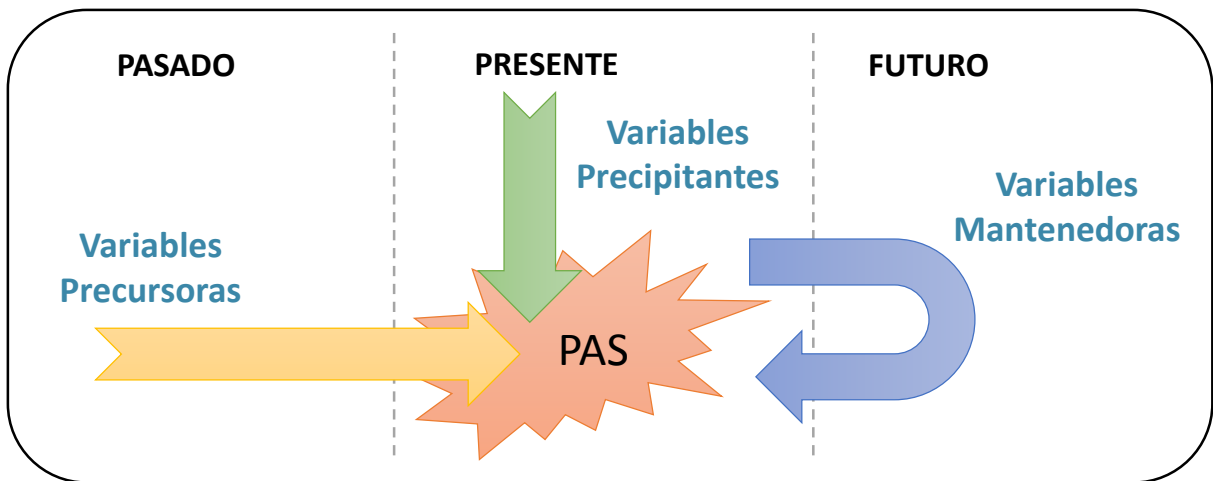 PASADO
PRESENTE
FUTURO
Variables
Precipitantes
Variables
Mantenedoras
Variables
Precursoras
PAS